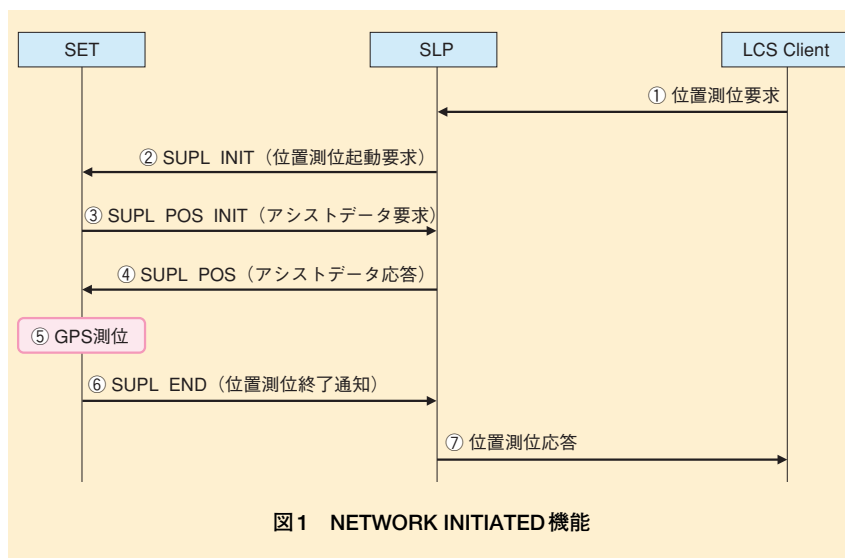 SET
SLP
LCS Client
① 位置測位要求
② SUPL INIT（位置測位起動要求）
③ SUPL POS INIT（アシストデータ要求）
④ SUPL POS（アシストデータ応答）
⑤ GPS測位
⑥ SUPL END（位置測位終了通知）
⑦ 位置測位応答
図1 NETWORK INITIATED機能